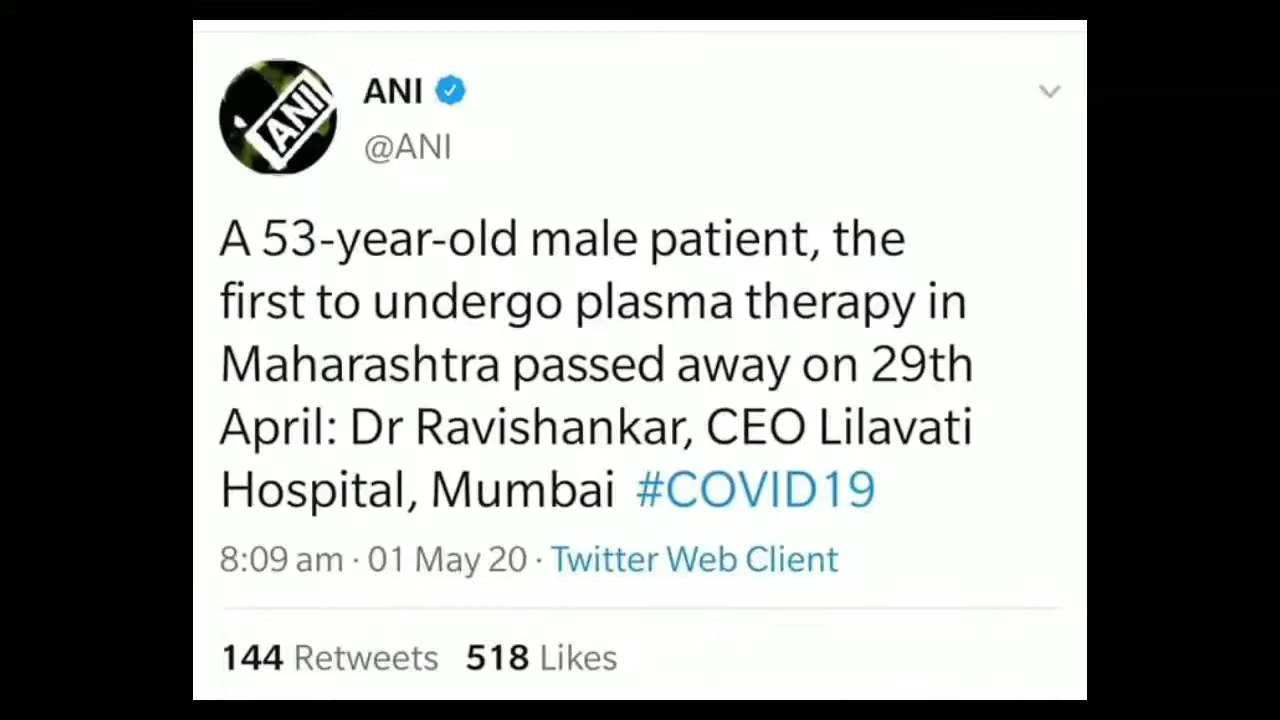 ANI
ANI
@ANI
A 53-year-old male patient, the
first to undergo plasma therapy in
Maharashtra passed away on 29th
April: Dr Ravishankar, CEO Lilavati
Hospital, Mumbai #COVID19
8:09 am · 01 May 20 · Twitter Web Client
144 Retweets 518 Likes